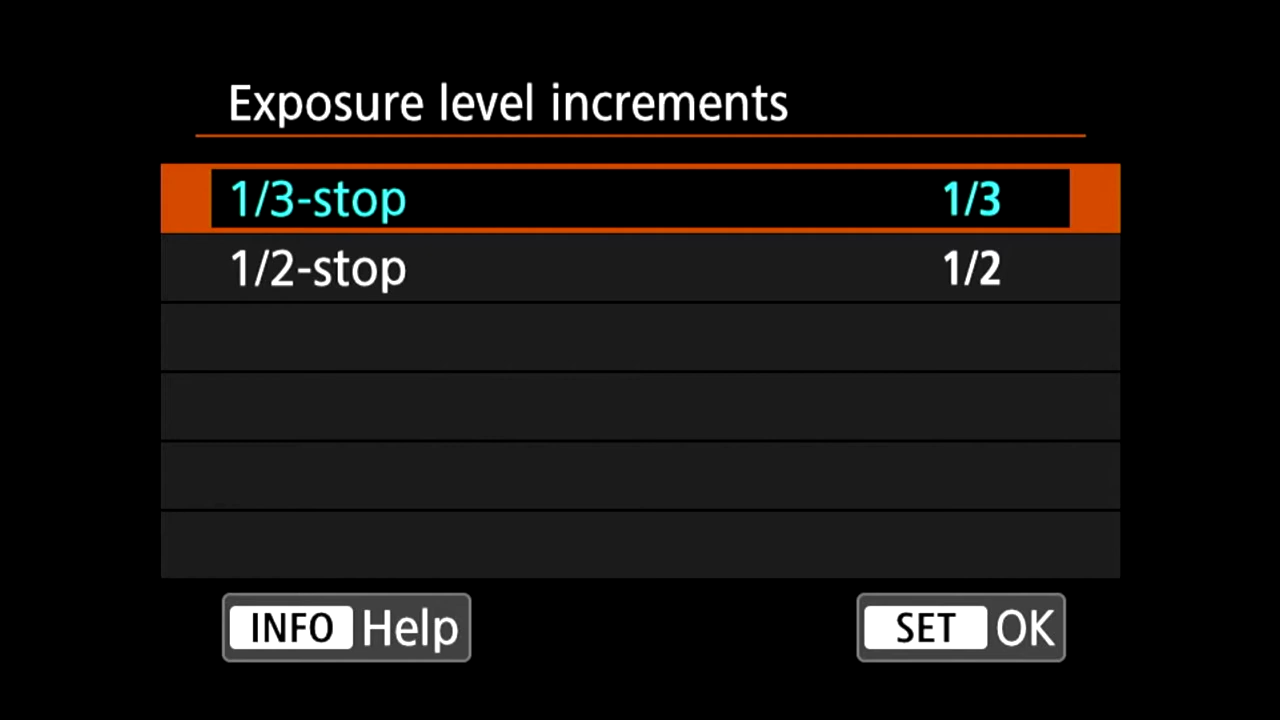 Exposure level increments
1/3-stop 1/3
1/2-stop 1/2
INFO Help SET OK